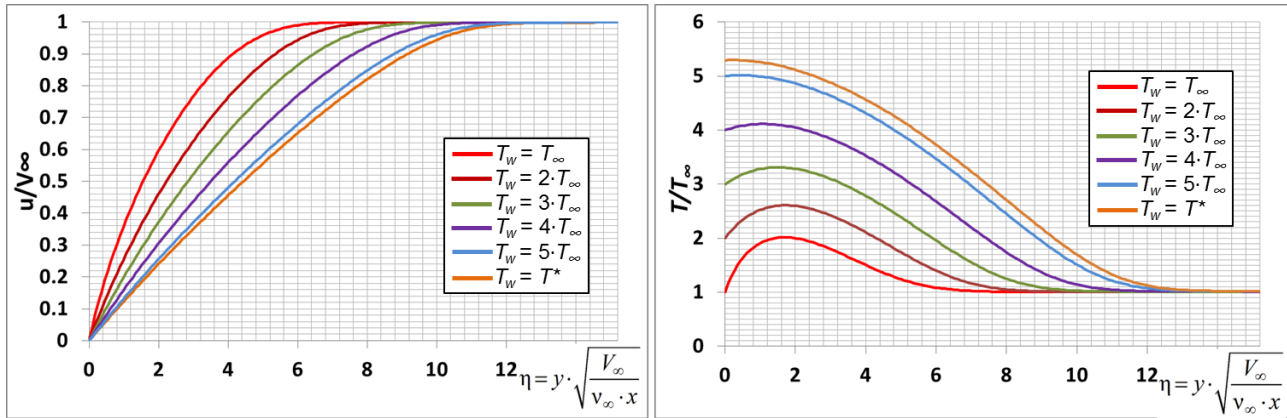 u/V∞
1
0.9
0.8
0.7
0.6
0.5
0.4
0.3
0.2
0.1
0
0 2 4 6 8 10 12
η = y · √(V∞ / (ν∞ · x))
T_W = T∞
T_W = 2·T∞
T_W = 3·T∞
T_W = 4·T∞
T_W = 5·T∞
T_W = T*
T/T∞
6
5
4
3
2
1
0
0 2 4 6 8 10 12
η = y · √(V∞ / (ν∞ · x))
T_W = T∞
T_W = 2·T∞
T_W = 3·T∞
T_W = 4·T∞
T_W = 5·T∞
T_W = T*